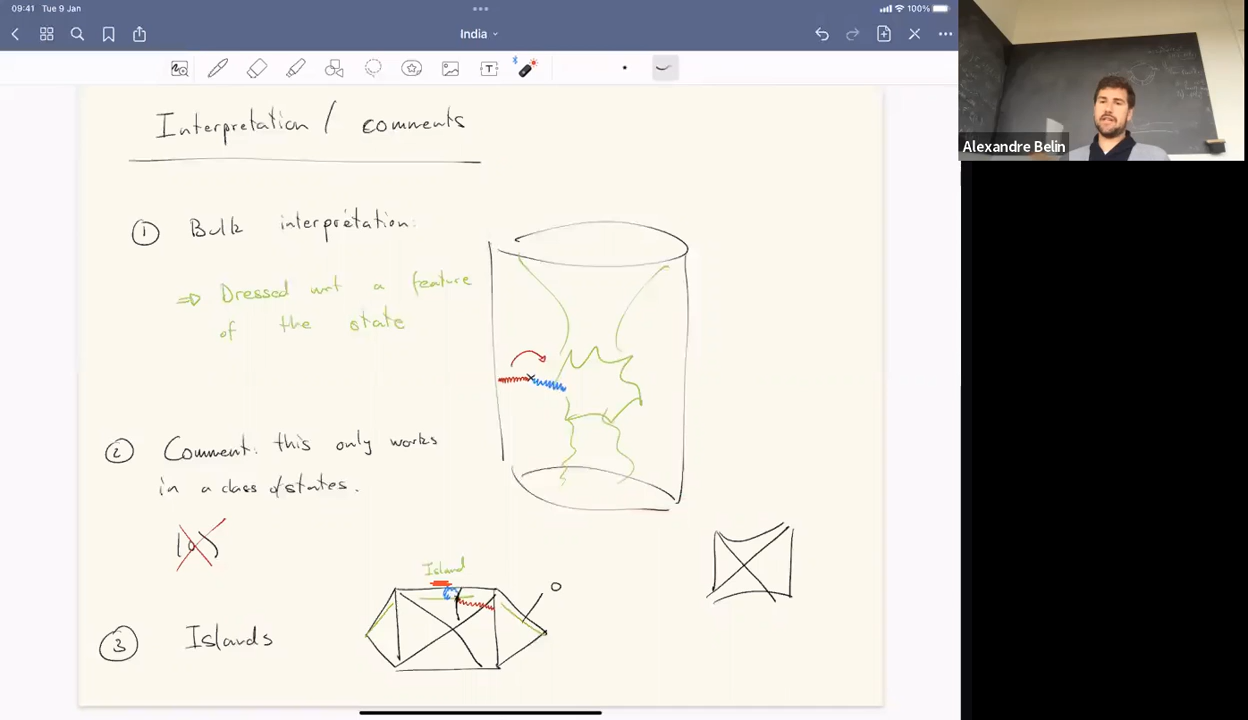 09:41 Tue 9 Jan
100%
India
Alexandre Belin
Interpretation / comments
① Bulk interpretation:
⇒ Dressed wrt a feature
of the state
② Comment: this only works
in a class of states.
|0⟩
Island
O
③ Islands